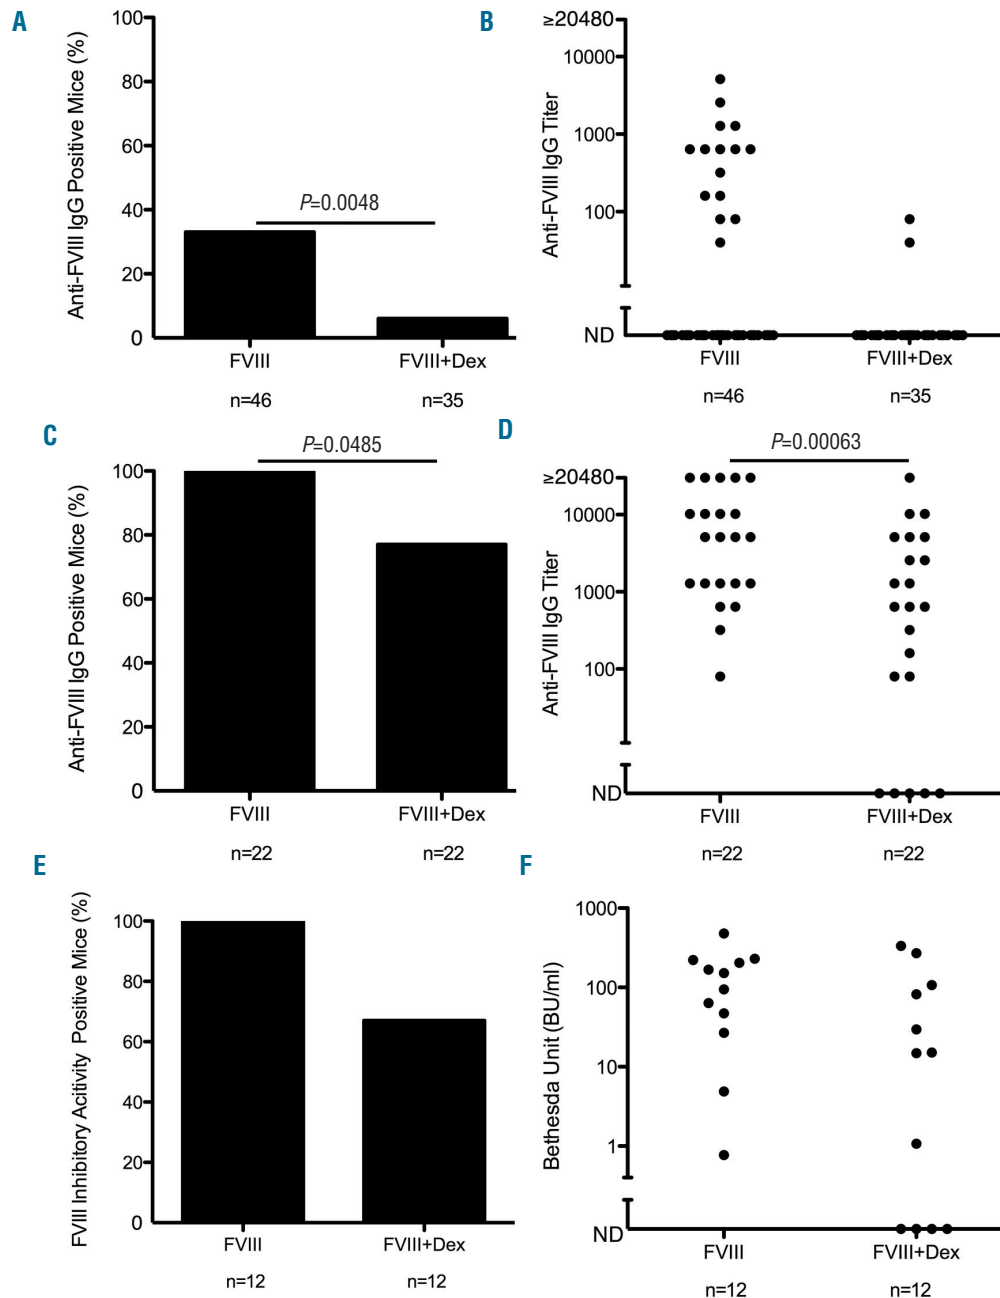 A
Anti-FVIII IgG Positive Mice (%)
100
80
60
40
20
0
P=0.0048
FVIII
FVIII+Dex
n=46
n=35
B
Anti-FVIII IgG Titer
≥20480
10000
1000
100
ND
FVIII
FVIII+Dex
n=46
n=35
C
Anti-FVIII IgG Positive Mice (%)
100
80
60
40
20
0
P=0.0485
FVIII
FVIII+Dex
n=22
n=22
D
Anti-FVIII IgG Titer
≥20480
10000
1000
100
ND
P=0.00063
FVIII
FVIII+Dex
n=22
n=22
E
FVIII Inhibitory Acitivity Positive Mice (%)
100
80
60
40
20
0
FVIII
FVIII+Dex
n=12
n=12
F
Bethesda Unit (BU/ml)
1000
100
10
1
ND
FVIII
FVIII+Dex
n=12
n=12